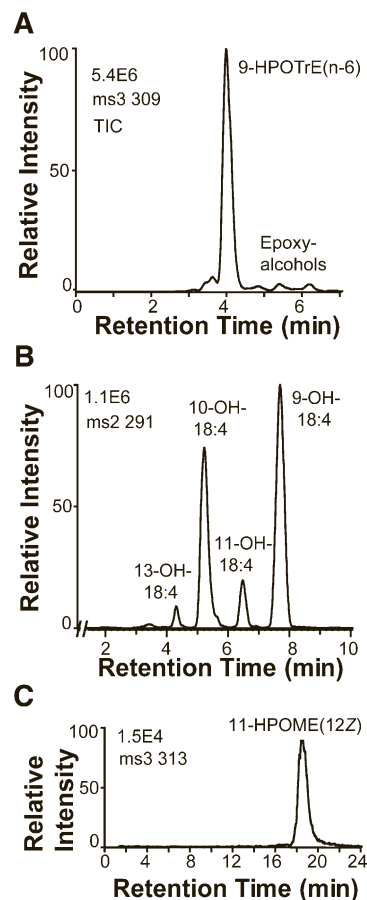 A
100
5.4E6
ms3 309
TIC
9-HPOTrE(n-6)
50
Epoxy-
alcohols
0
0 2 4 6
Relative Intensity
Retention Time (min)
B
100
1.1E6
ms2 291
10-OH-
18:4
9-OH-
18:4
50
13-OH-
18:4
11-OH-
18:4
0
2 4 6 8 10
Relative Intensity
Retention Time (min)
C
100
1.5E4
ms3 313
11-HPOME(12Z)
50
0
0 4 8 12 16 20 24
Relative
Intensity
Retention Time (min)